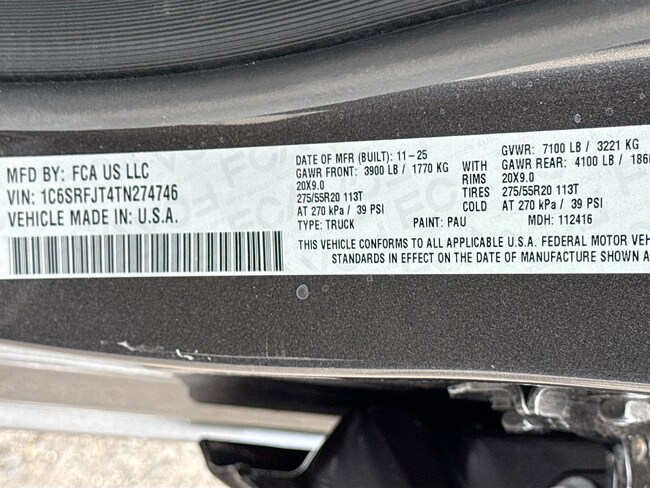 MFD BY: FCA US LLC
VIN: 1C6SRFJT4TN274746
VEHICLE MADE IN U.S.A.
DATE OF MFR (BUILT): 11-25 GVWR: 7100 LB / 3221 KG
GAWR FRONT: 3900 LB / 1770 KG WITH GAWR REAR: 4100 LB /
20X9.0 RIMS 20X9.0
275/55R20 113T TIRES 275/55R20 113T
AT 270 kPa / 39 PSI COLD AT 270 kPa / 39 PSI
TYPE: TRUCK PAINT: PAU MDH: 112416
THIS VEHICLE CONFORMS TO ALL APPLICABLE U.S.A. FEDERAL MOTOR
STANDARDS IN EFFECT ON THE DATE OF MANUFACTURE SHOWN